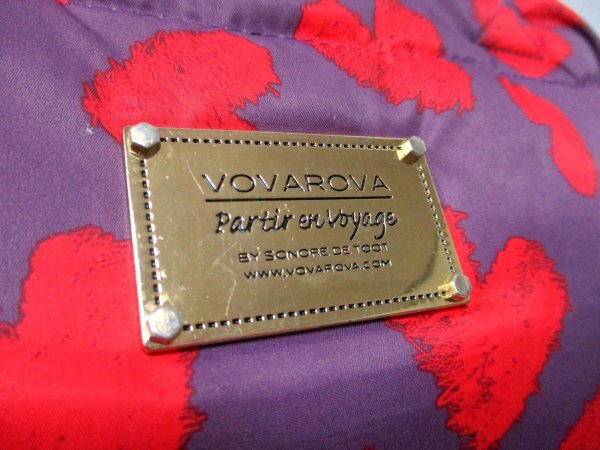 VOVAROVA
Partir en Voyage
BY SONORE DE TOOT
WWW.VOVAROVA.COM